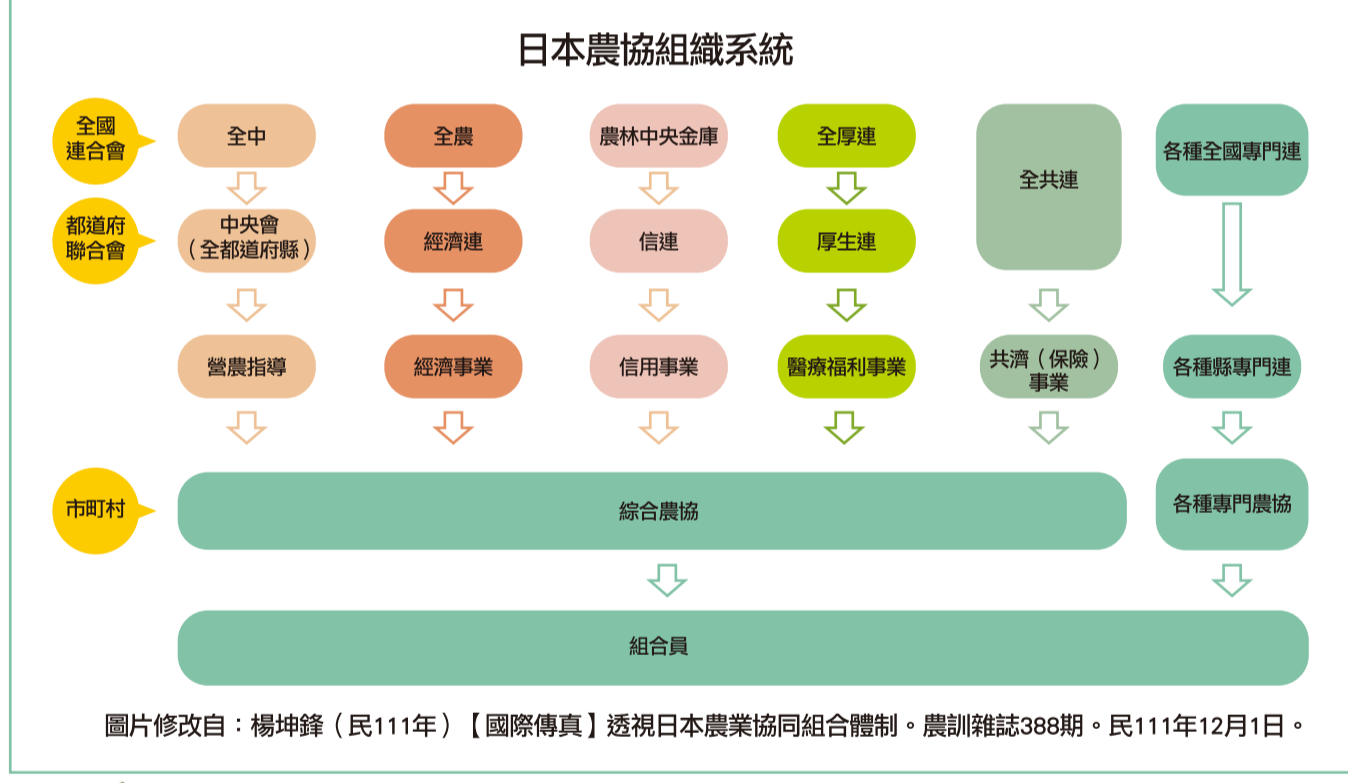 日本農協組織系統
全國
連合會
全中
全農
農林中央金庫
全厚連
全共連
各種全國專門連
都道府
聯合會
中央會
（全都道府縣）
經濟連
信連
厚生連
營農指導
經濟事業
信用事業
醫療福利事業
共濟（保險）
事業
各種縣專門連
市町村
綜合農協
各種專門農協
組合員
圖片修改自：楊坤鋒（民111年）【國際傳真】透視日本農業協同組合體制。農訓雜誌388期。民111年12月1日。